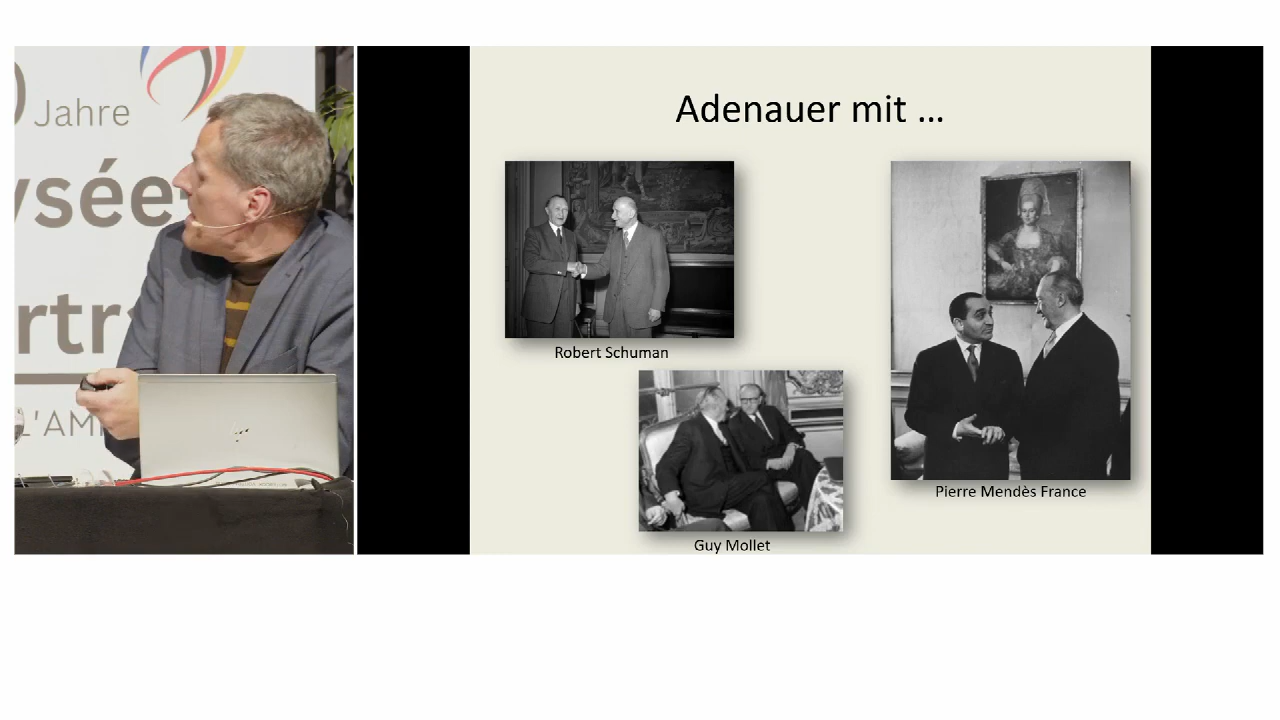 Jahre
ysée-
rtr
L'AM
Adenauer mit ...
Robert Schuman
Guy Mollet
Pierre Mendès France